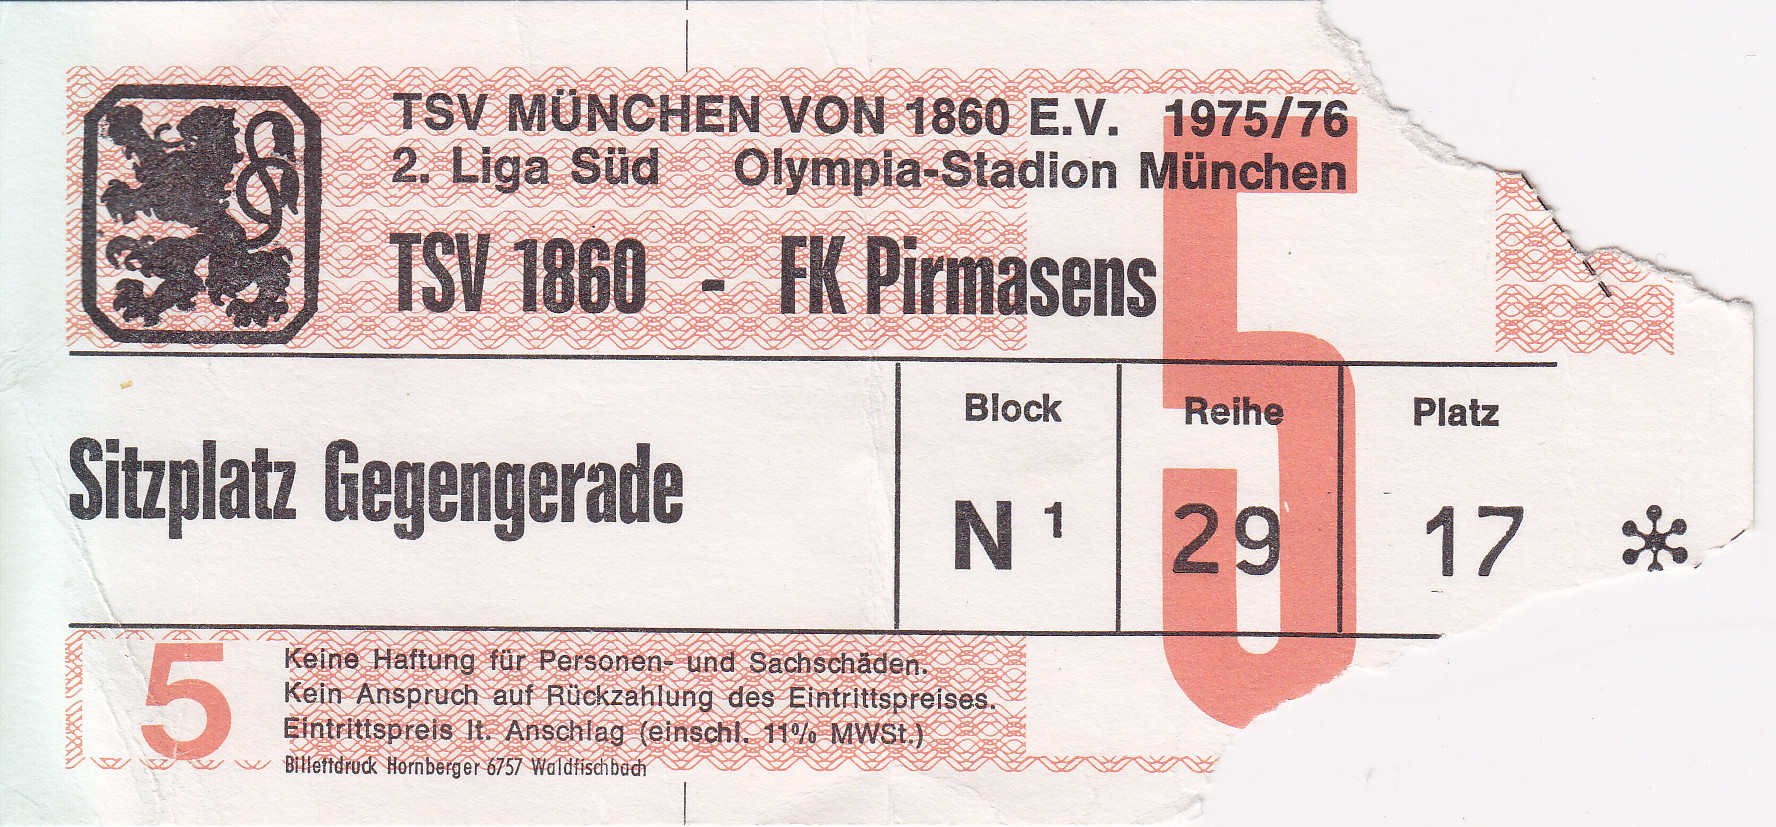 TSV MÜNCHEN VON 1860 E.V. 1975/76
2. Liga Süd Olympia-Stadion München
TSV 1860 - FK Pirmasens
5
Block Reihe Platz
Sitzplatz Gegengerade
N 1 29 17 *
5
Keine Haftung für Personen- und Sachschäden.
Kein Anspruch auf Rückzahlung des Eintrittspreises.
Eintrittspreis lt. Anschlag (einschl. 11% MWSt.)
Billettdruck Hornberger 6757 Waldfischbach